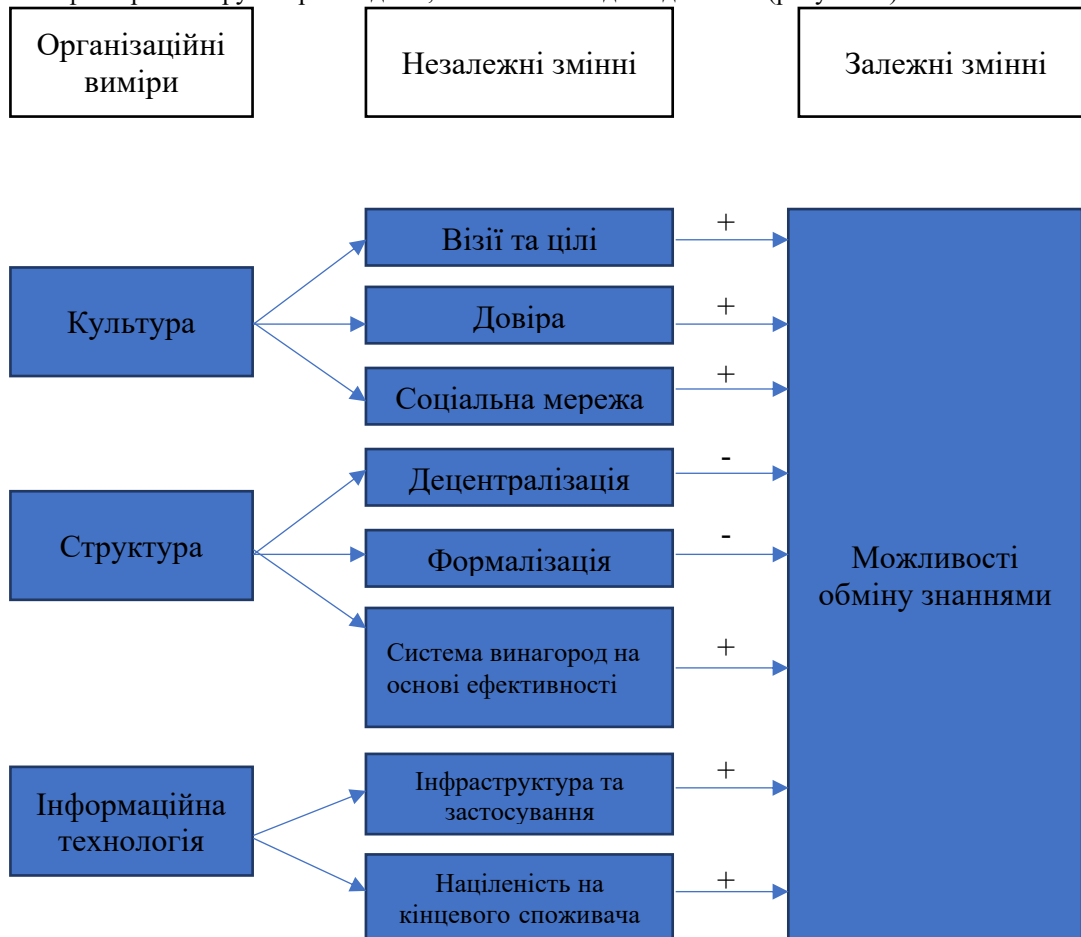 Організаційні
виміри
Незалежні змінні
Залежні змінні
Візії та цілі
+
Культура
Довіра
+
Соціальна мережа
+
Децентралізація
-
Структура
Формалізація
-
Система винагород на
основі ефективності
+
Можливості
обміну знаннями
Інформаційна
технологія
Інфраструктура та
застосування
+
Націленість на
кінцевого споживача
+